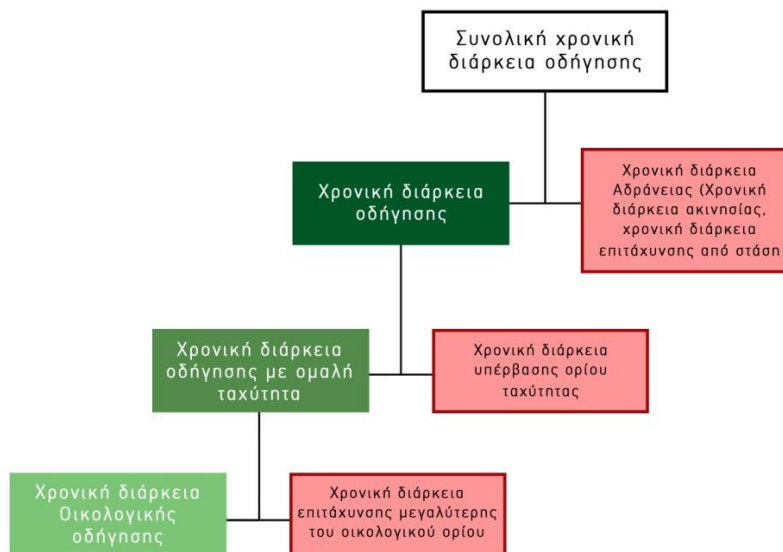 Συνολική χρονική
διάρκεια οδήγησης
Χρονική διάρκεια
οδήγησης
Χρονική διάρκεια
Αδράνειας (Χρονική
διάρκεια ακινησίας,
χρονική διάρκεια
επιτάχυνσης από στάση
Χρονική διάρκεια
οδήγησης με ομαλή
ταχύτητα
Χρονική διάρκεια
υπέρβασης ορίου
ταχύτητας
Χρονική διάρκεια
Οικολογικής
οδήγησης
Χρονική διάρκεια
επιτάχυνσης μεγαλύτερης
του οικολογικού ορίου